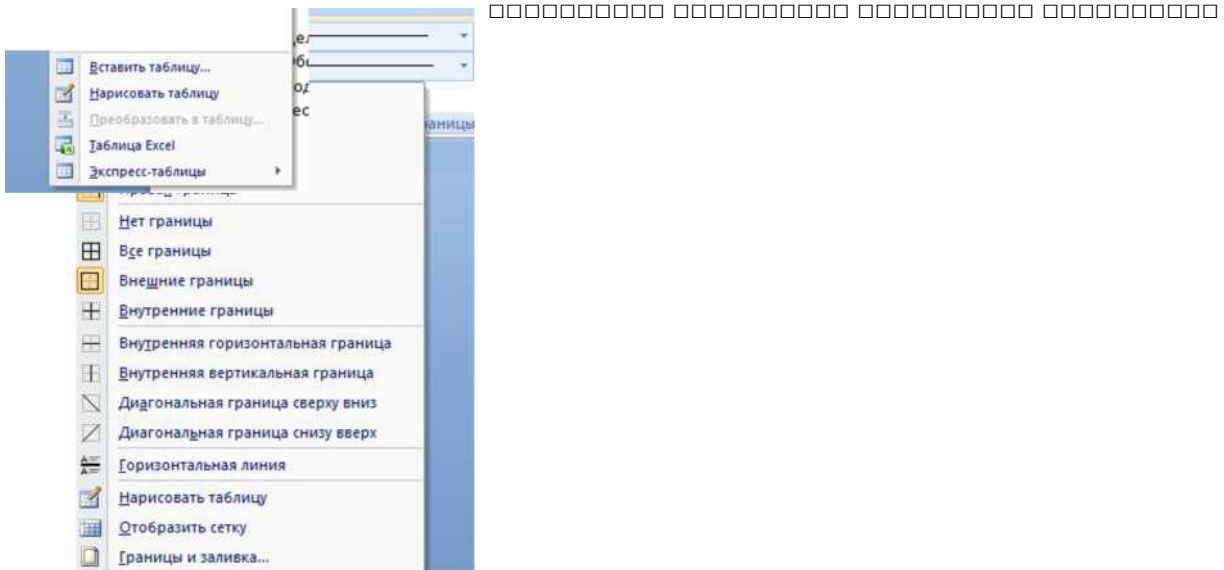 □□□□□□□□□□ □□□□□□□□□□ □□□□□□□□□□ □□□□□□□□□□
Вставить таблицу...
Нарисовать таблицу
Преобразовать в таблицу...
Таблица Excel
Экспресс-таблицы
Нет границы
Все границы
Внешние границы
Внутренние границы
Внутренняя горизонтальная граница
Внутренняя вертикальная граница
Диагональная граница сверху вниз
Диагональная граница снизу вверх
Горизонтальная линия
Нарисовать таблицу
Отобразить сетку
Границы и заливка...